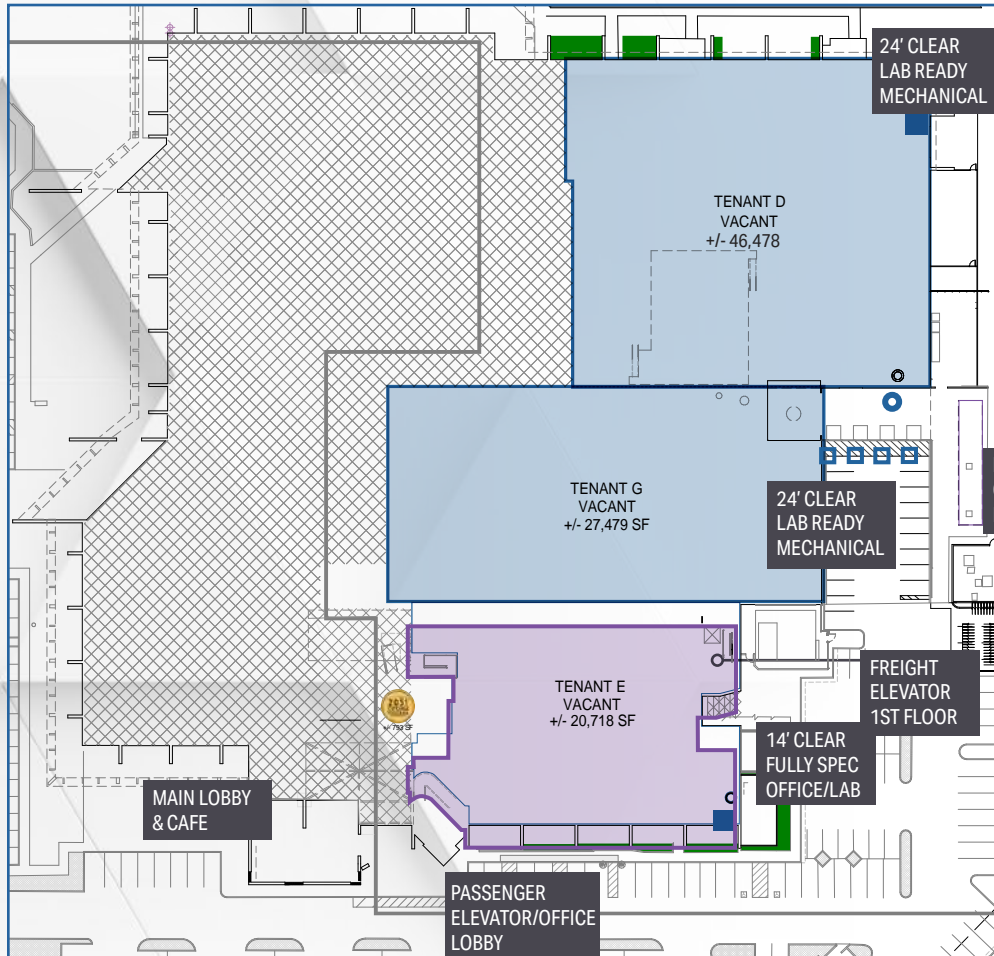 24' CLEAR
LAB READY
MECHANICAL
TENANT D
VACANT
+/- 46,478
TENANT G
VACANT
+/- 27,479 SF
24' CLEAR
LAB READY
MECHANICAL
TENANT E
VACANT
+/- 20,718 SF
FREIGHT
ELEVATOR
1ST FLOOR
+/- 793 SF
14' CLEAR
FULLY SPEC
OFFICE/LAB
MAIN LOBBY
& CAFE
PASSENGER
ELEVATOR/OFFICE
LOBBY